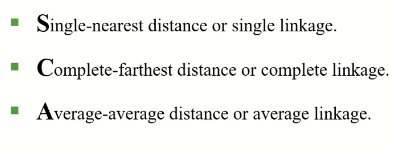 Single-nearest distance or single linkage.
Complete-farthest distance or complete linkage.
Average-average distance or average linkage.